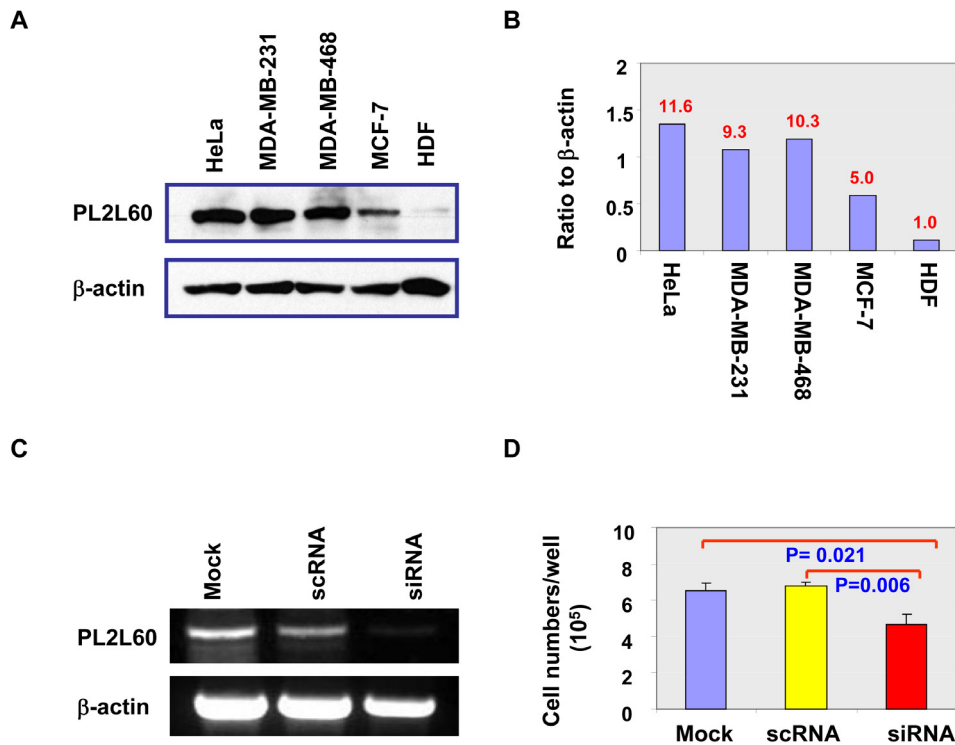 A
HeLa
MDA-MB-231
MDA-MB-468
MCF-7
HDF
PL2L60
β-actin
B
Ratio to β-actin
2
1.5
1
0.5
0
11.6
9.3
10.3
5.0
1.0
HeLa
MDA-MB-231
MDA-MB-468
MCF-7
HDF
C
Mock
scRNA
siRNA
PL2L60
β-actin
D
Cell numbers/well
(10⁵)
10
8
6
4
2
0
P= 0.021
P=0.006
Mock
scRNA
siRNA